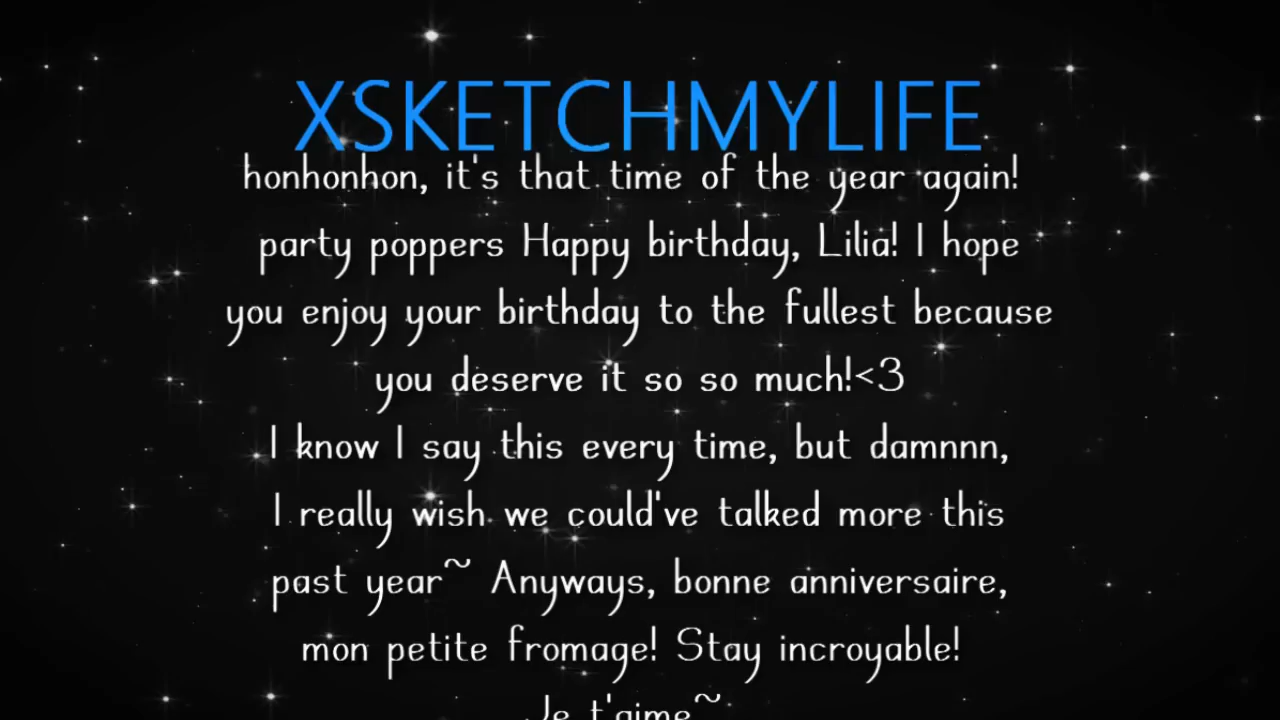 XSKETCHMYLIFE
honhonhon, it's that time of the year again!
party poppers Happy birthday, Lilia! I hope
you enjoy your birthday to the fullest because
you deserve it so so much!<3
I know I say this every time, but damnnn,
I really wish we could've talked more this
past year~ Anyways, bonne anniversaire,
mon petite fromage! Stay incroyable!
Je t'aime~